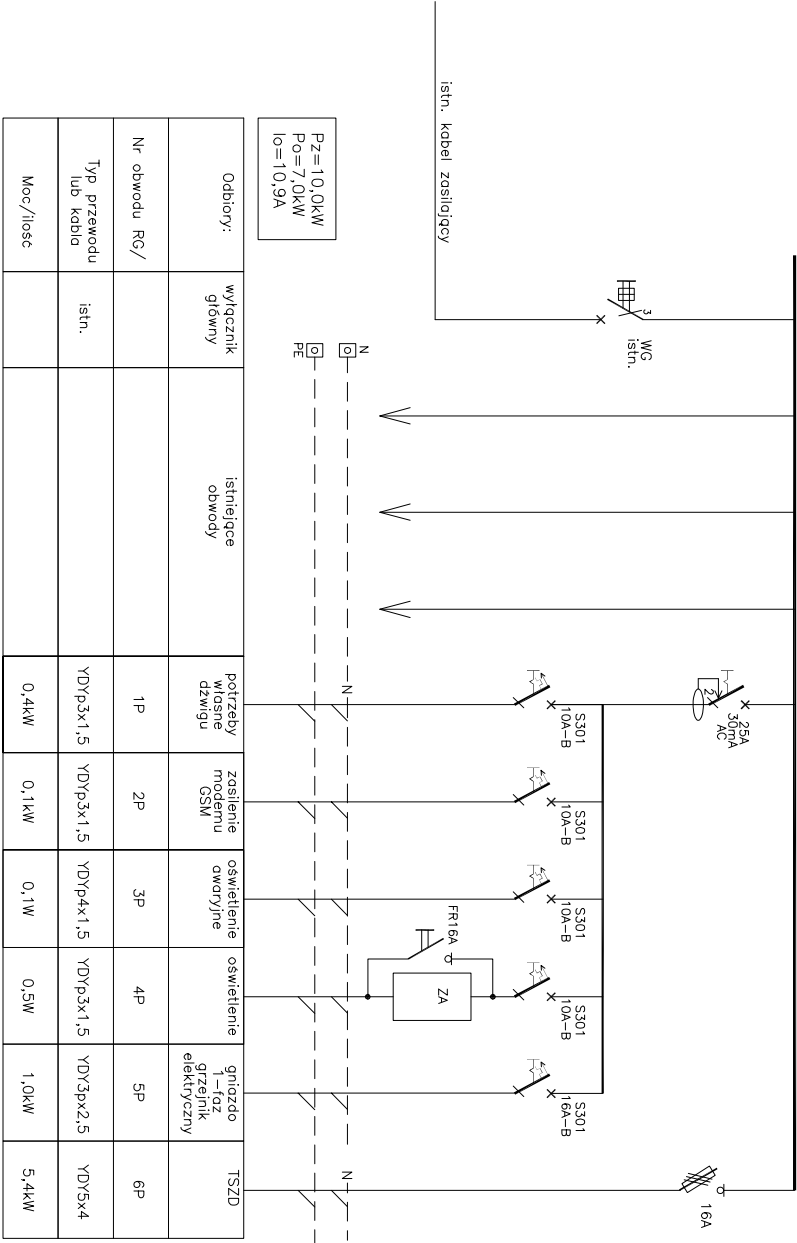 istn. kabel zasilający
WG
istn.
3
25A
30mA
AC
2
S301
10A-B
S301
10A-B
S301
10A-B
S301
10A-B
S301
16A-B
16A
FR16A
ZA
N
PE
N
N
Pz=10,0kW
Po=7,0kW
Io=10,9A
Odbiory:
wyłącznik
główny
istniejące
obwody
potrzeby
własne
dźwigu
zasilenie
modemu
GSM
oświetlenie
awaryjne
oświetlenie
gniazdo
1-faz
grzejnik
elektryczny
TSZD
Nr obwodu RG/
1P
2P
3P
4P
5P
6P
Typ przewodu
lub kabla
istn.
YDYp3x1,5
YDYp3x1,5
YDYp4x1,5
YDYp3x1,5
YDY3px2,5
YDY5x4
Moc/ilość
0,4kW
0,1kW
0,1W
0,5W
1,0kW
5,4kW